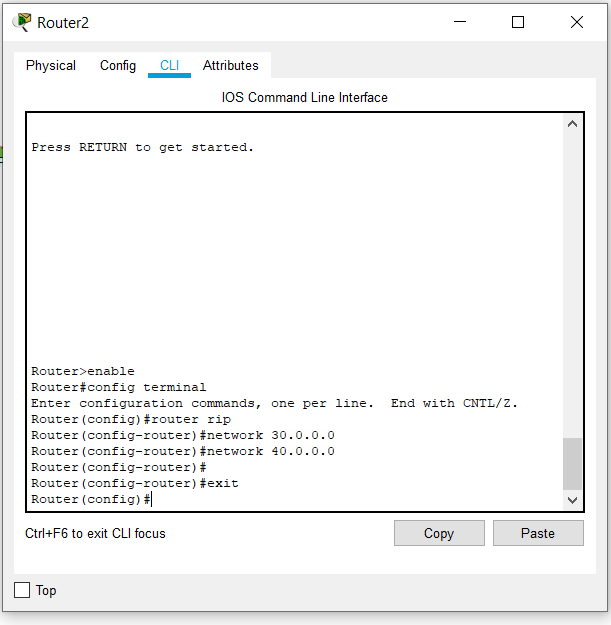 Router2
Physical Config CLI Attributes
IOS Command Line Interface
Press RETURN to get started.
Router>enable
Router#config terminal
Enter configuration commands, one per line.  End with CNTL/Z.
Router(config)#router rip
Router(config-router)#network 30.0.0.0
Router(config-router)#network 40.0.0.0
Router(config-router)#
Router(config-router)#exit
Router(config)#
Ctrl+F6 to exit CLI focus Copy Paste
Top